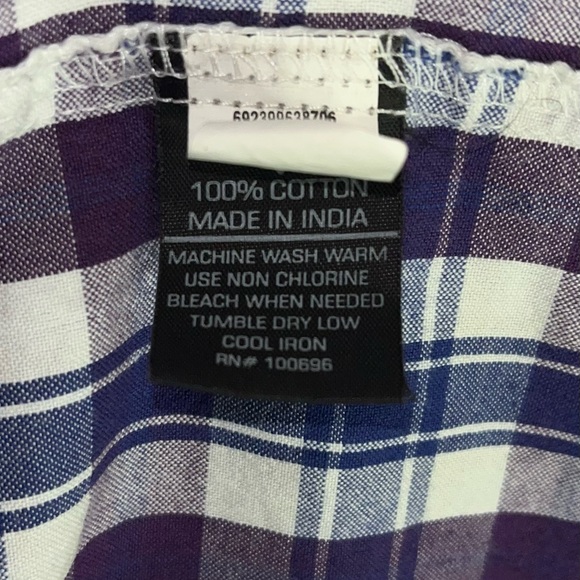 692399638706
100% COTTON
MADE IN INDIA
MACHINE WASH WARM
USE NON CHLORINE
BLEACH WHEN NEEDED
TUMBLE DRY LOW
COOL IRON
RN# 100696